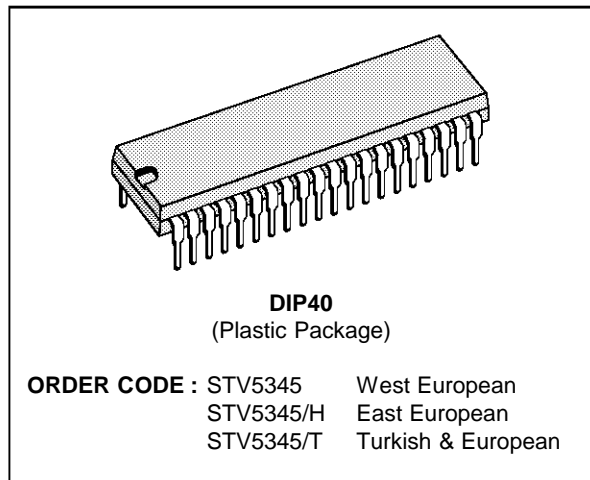 DIP40
(Plastic Package)
ORDER CODE : STV5345 West European
STV5345/H East European
STV5345/T Turkish & European